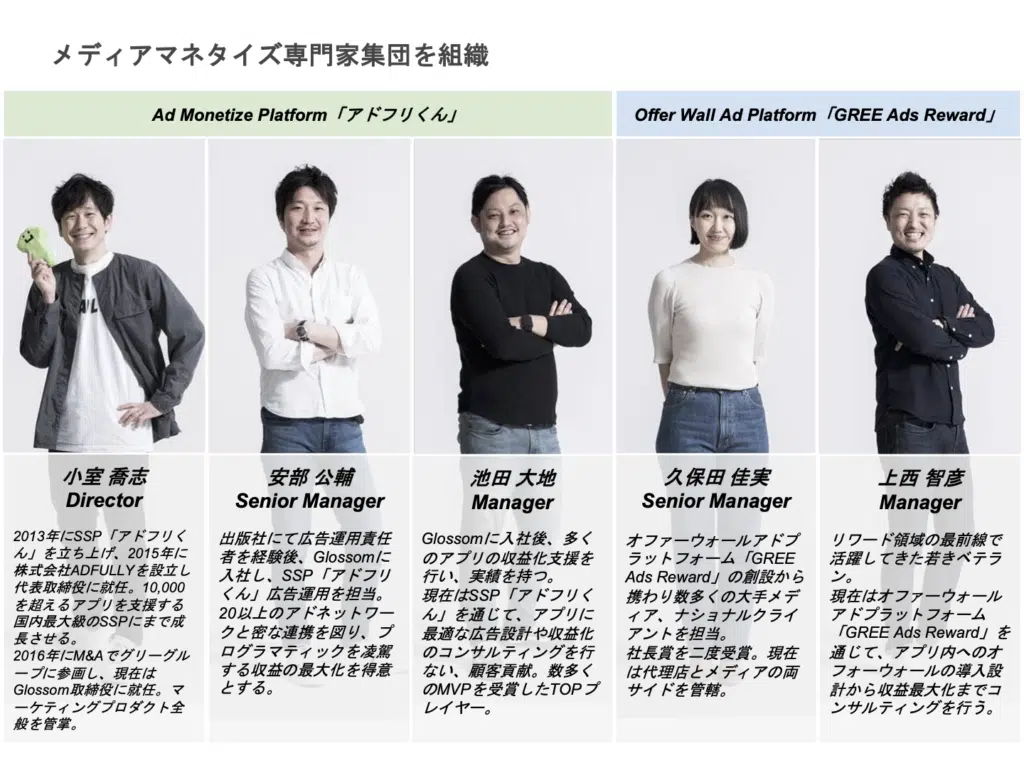 メディアマネタイズ専門家集団を組織
Ad Monetize Platform「アドフリくん」
Offer Wall Ad Platform「GREE Ads Reward」
小室 喬志
Director
2013年にSSP「アドフリく
ん」を立ち上げ、2015年に
株式会社ADFULLYを設立し
代表取締役に就任。10,000
を超えるアプリを支援する
国内最大級のSSPにまで成
長させる。
2016年にM&Aでグリーグル
ープに参画し、現在は
Glossom取締役に就任。マ
ーケティングプロダクト全
般を管掌。
安部 公輔
Senior Manager
出版社にて広告運用責任
者を経験後、Glossomに
入社し、SSP「アドフリ
くん」広告運用を担当。
20以上のアドネットワー
クと密な連携を図り、プ
ログラマティックを凌駕
する収益の最大化を得意
とする。
池田 大地
Manager
Glossomに入社後、多く
のアプリの収益化支援を
行い、実績を持つ。
現在はSSP「アドフリく
ん」を通じて、アプリに
最適な広告設計や収益化
のコンサルティングを行
ない、顧客貢献。数多く
のMVPを受賞したTOPプ
レイヤー。
久保田 佳実
Senior Manager
オファーウォールアドプ
ラットフォーム「GREE
Ads Reward」の創設から
携わり数多くの大手メデ
ィア、ナショナルクライ
アントを担当。
社長賞を二度受賞。現在
は代理店とメディアの両
サイドを管轄。
上西 智彦
Manager
リワード領域の最前線で
活躍してきた若きベテラ
ン。
現在はオファーウォール
アドプラットフォーム
「GREE Ads Reward」を
通じて、アプリ内へのオ
フォーウォールの導入設
計から収益最大化までコ
ンサルティングを行う。